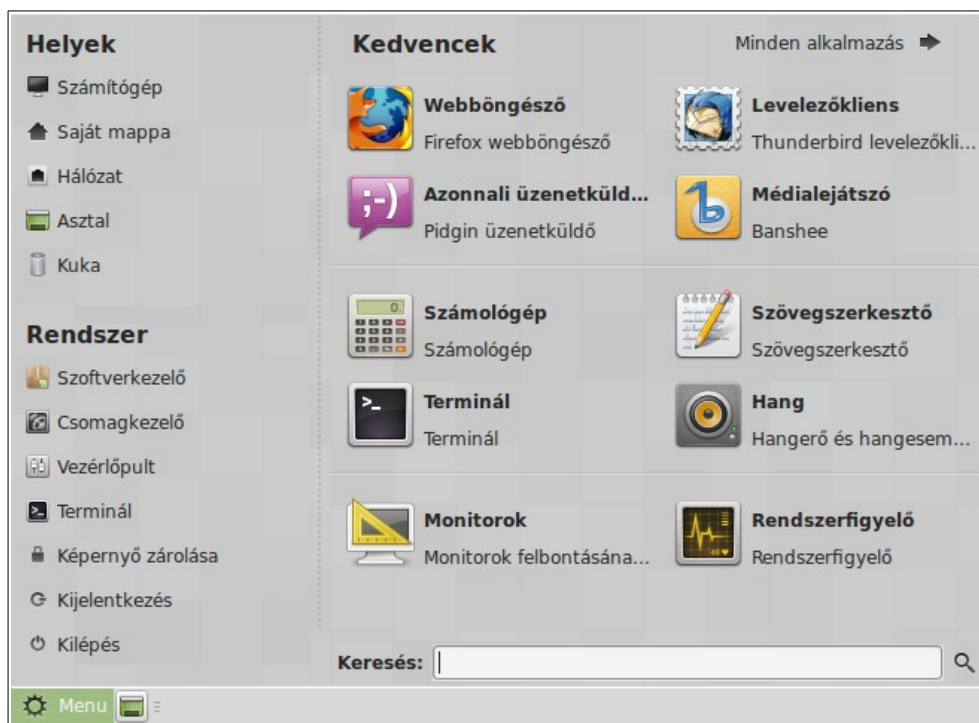 Helyek
Számítógép
Saját mappa
Hálózat
Asztal
Kuka
Rendszer
Szoftverkezelő
Csomagkezelő
Vezérlőpult
Terminál
Képernyő zárolása
Kijelentkezés
Kilépés
Kedvencek
Minden alkalmazás
Webböngésző
Firefox webböngésző
Levelezőkliens
Thunderbird levelezőkli...
;-)
Azonnali üzenetküld...
Pidgin üzenetküldő
Médialejátszó
Banshee
0.
Számológép
Számológép
Szövegszerkesztő
Szövegszerkesztő
>_
Terminál
Terminál
Hang
Hangerő és hangesem...
Monitorok
Monitorok felbontásána...
Rendszerfigyelő
Rendszerfigyelő
Keresés:
Menu